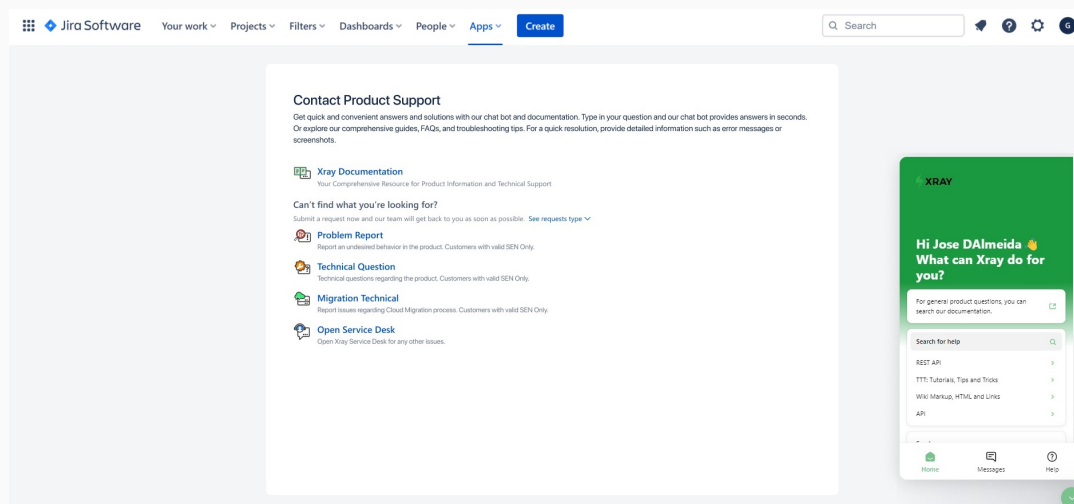 Jira Software Your work Projects Filters Dashboards People Apps Create Search G
Contact Product Support
Get quick and convenient answers and solutions with our chat bot and documentation. Type in your question and our chat bot provides answers in seconds.
Or explore our comprehensive guides, FAQs, and troubleshooting tips. For a quick resolution, provide detailed information such as error messages or
screenshots.
Xray Documentation
Your Comprehensive Resource for Product Information and Technical Support
Can't find what you're looking for?
Submit a request now and our team will get back to you as soon as possible. See requests type
Problem Report
Report an undesired behavior in the product. Customers with valid SEN Only.
Technical Question
Technical questions regarding the product. Customers with valid SEN Only.
Migration Technical
Report issues regarding Cloud Migration process. Customers with valid SEN Only.
Open Service Desk
Open Xray Service Desk for any other issues.
XRAY
Hi Jose DAlmeida 👋
What can Xray do for
you?
For general product questions, you can
search our documentation.
Search for help
REST API
TTT: Tutorials, Tips and Tricks
Wiki Markup, HTML and Links
API
Home Messages Help